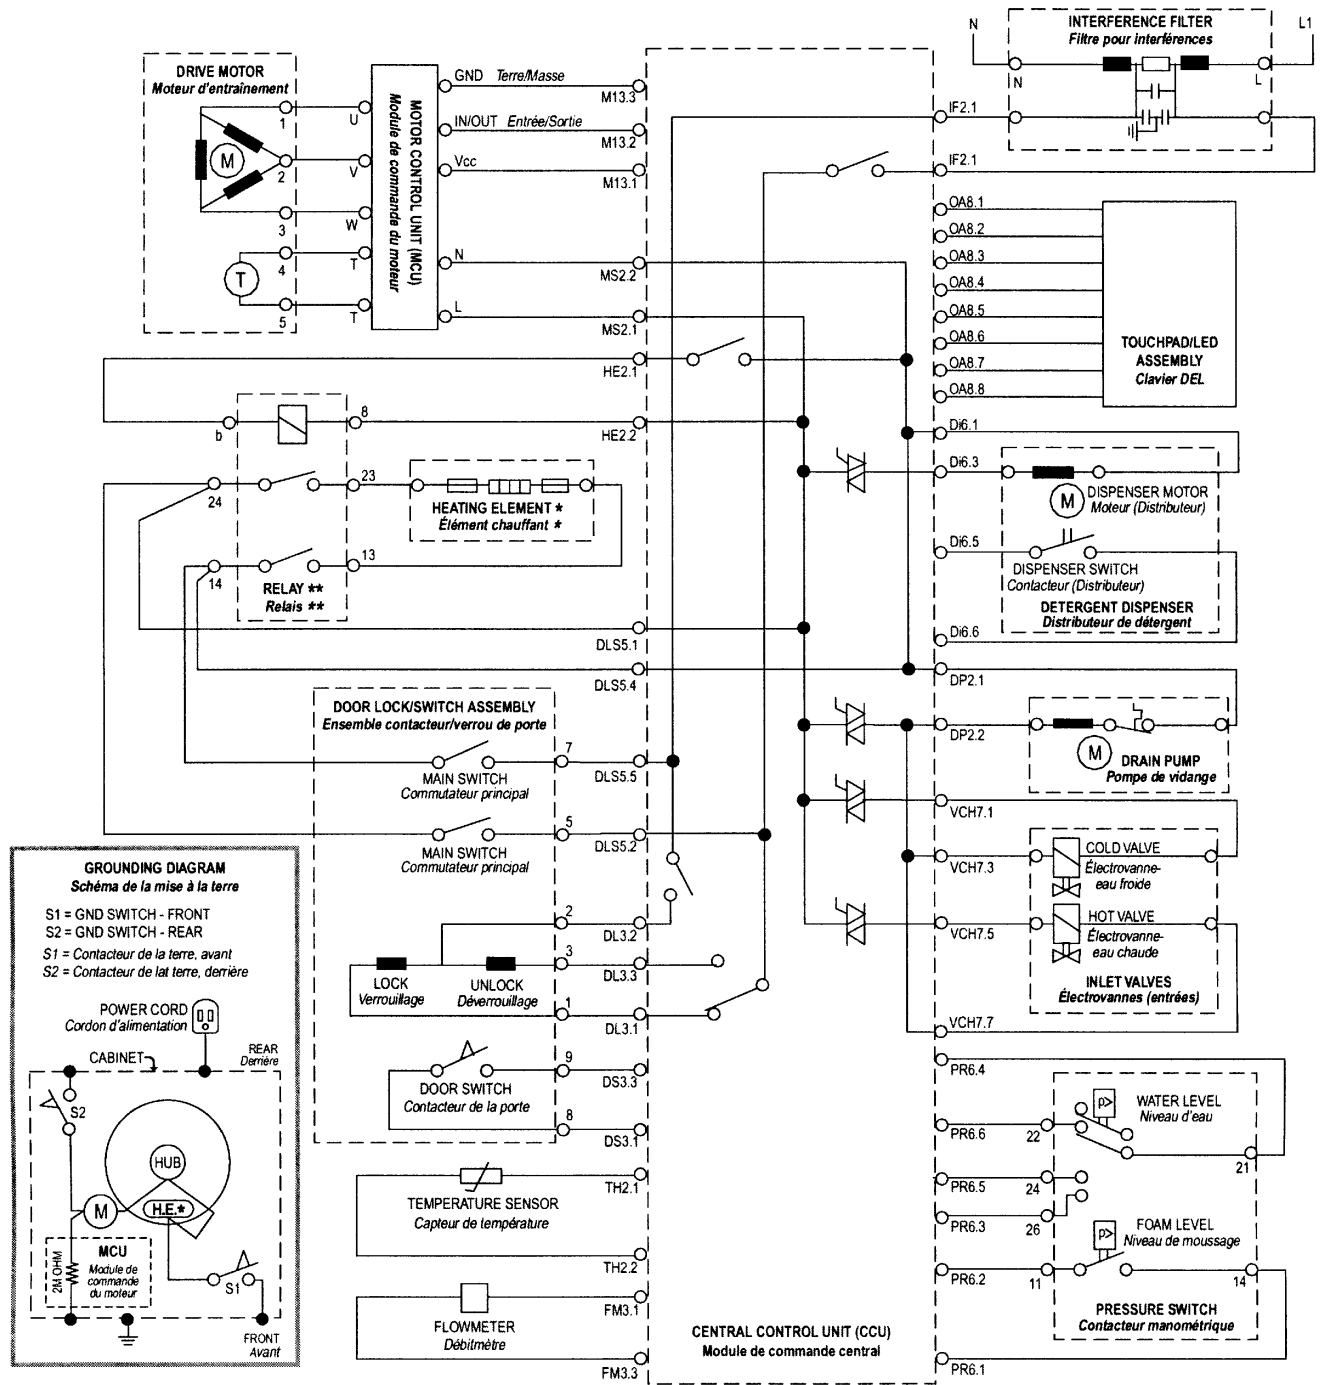 N
INTERFERENCE FILTER
Filtre pour interférences
L1
N
L
DRIVE MOTOR
Moteur d'entraînement
M
T
1
2
3
4
5
U
V
W
T
T
MOTOR CONTROL UNIT (MCU)
Module de commande du moteur
GND Terre/Masse
IN/OUT Entrée/Sortie
Vcc
N
L
M13.3
M13.2
M13.1
MS2.2
MS2.1
HE2.1
HE2.2
IF2.1
IF2.1
OA8.1
OA8.2
OA8.3
OA8.4
OA8.5
OA8.6
OA8.7
OA8.8
TOUCHPAD/LED
ASSEMBLY
Clavier DEL
b
8
24
23
14
13
RELAY **
Relais **
HEATING ELEMENT *
Élément chauffant *
Di6.1
Di6.3
M
DISPENSER MOTOR
Moteur (Distributeur)
Di6.5
DISPENSER SWITCH
Contacteur (Distributeur)
DETERGENT DISPENSER
Distributeur de détergent
Di6.6
DLS5.1
DLS5.4
DP2.1
DP2.2
M
DRAIN PUMP
Pompe de vidange
DOOR LOCK/SWITCH ASSEMBLY
Ensemble contacteur/verrou de porte
7
MAIN SWITCH
Commutateur principal
DLS5.5
5
MAIN SWITCH
Commutateur principal
DLS5.2
2
DL3.2
3
DL3.3
LOCK
Verrouillage
UNLOCK
Déverrouillage
1
DL3.1
9
DS3.3
DOOR SWITCH
Contacteur de la porte
8
DS3.1
VCH7.1
VCH7.3
COLD VALVE
Électrovanne-
eau froide
VCH7.5
HOT VALVE
Électrovanne-
eau chaude
INLET VALVES
Électrovannes (entrées)
VCH7.7
TH2.1
TEMPERATURE SENSOR
Capteur de température
TH2.2
FM3.1
FLOWMETER
Débitmètre
FM3.3
CENTRAL CONTROL UNIT (CCU)
Module de commande central
PR6.4
PR6.6
22
p>
WATER LEVEL
Niveau d'eau
21
PR6.5
24
PR6.3
26
p>
FOAM LEVEL
Niveau de moussage
PR6.2
11
14
PRESSURE SWITCH
Contacteur manométrique
PR6.1
GROUNDING DIAGRAM
Schéma de la mise à la terre
S1 = GND SWITCH - FRONT
S2 = GND SWITCH - REAR
S1 = Contacteur de la terre, avant
S2 = Contacteur de lat terre, derrière
POWER CORD
Cordon d'alimentation
CABINET
REAR
Derrière
S2
HUB
M
H.E.*
MCU
Module de
commande
du moteur
2M OHM
S1
FRONT
Avant